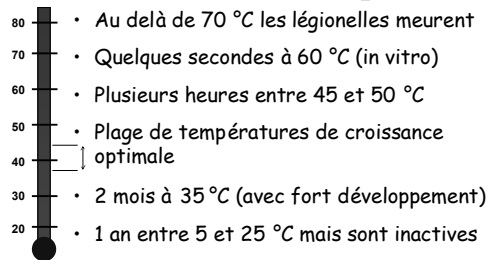 80 • Au delà de 70 °C les légionelles meurent
70 • Quelques secondes à 60 °C (in vitro)
60 • Plusieurs heures entre 45 et 50 °C
50 • Plage de températures de croissance
40 optimale
30 • 2 mois à 35 °C (avec fort développement)
20 • 1 an entre 5 et 25 °C mais sont inactives